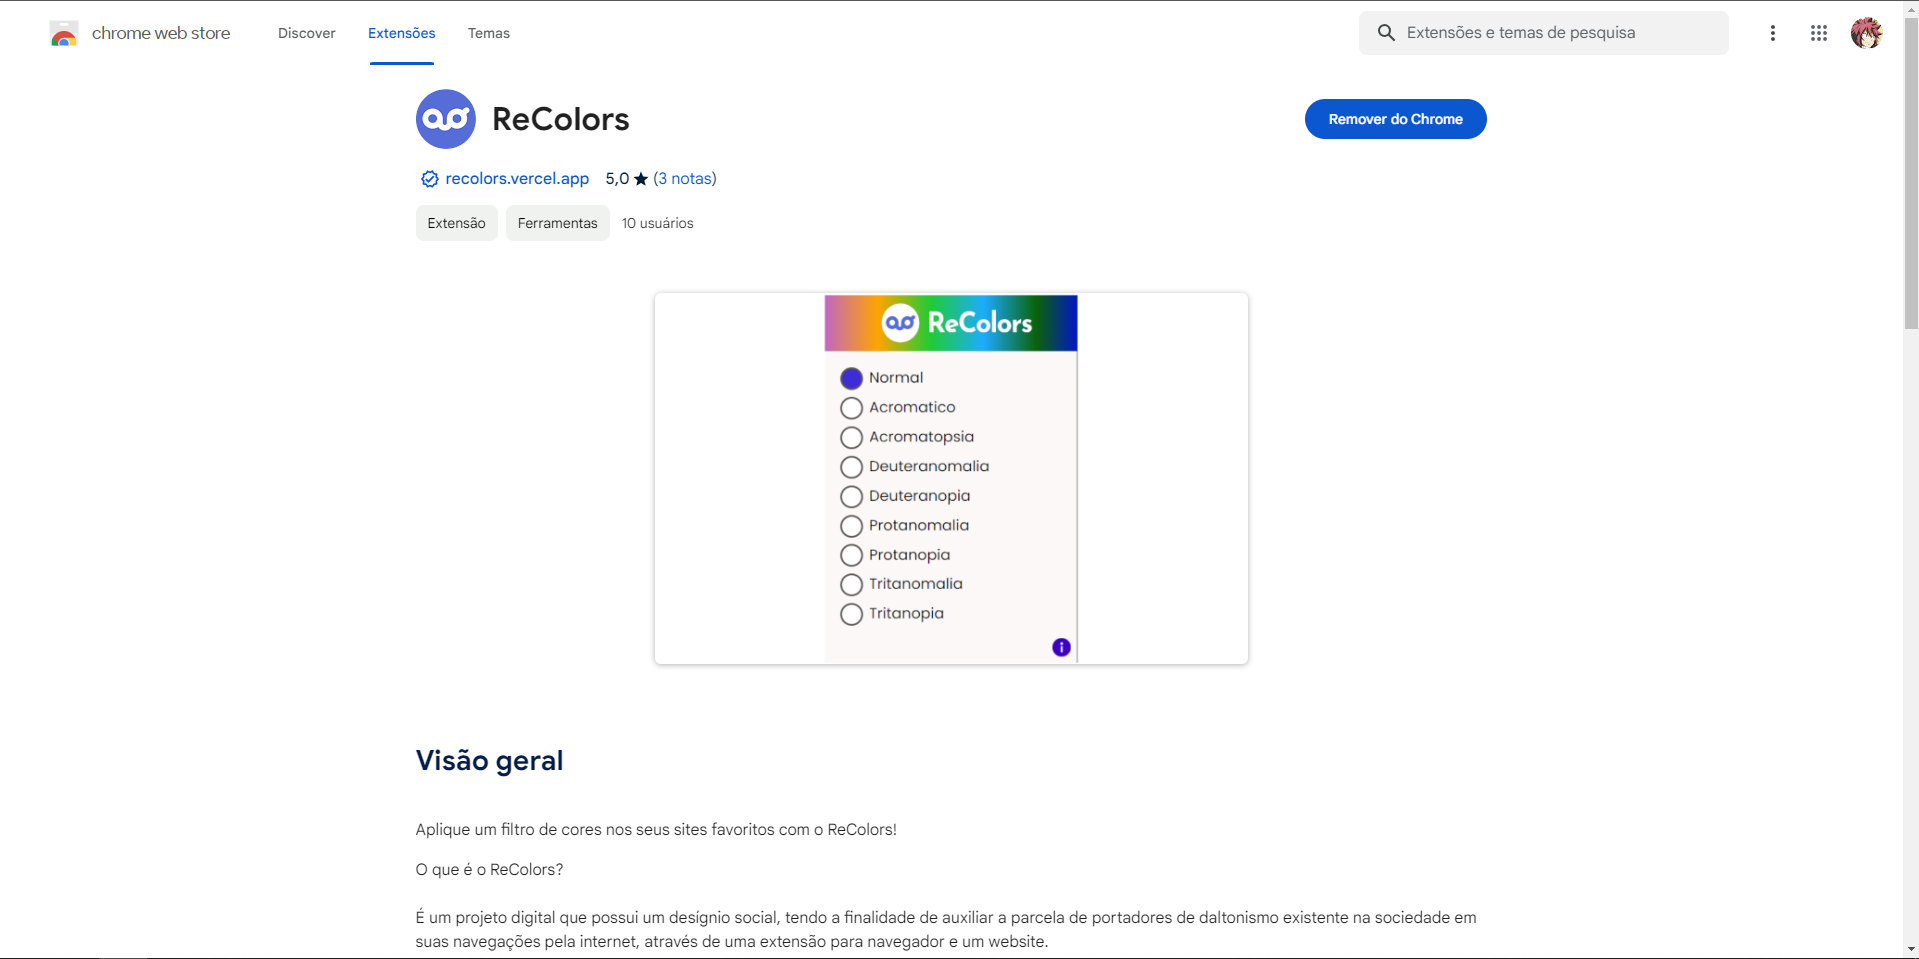 chrome web store
Discover
Extensões
Temas
Extensões e temas de pesquisa
ReColors
Remover do Chrome
recolors.vercel.app 5,0 ★ (3 notas)
Extensão Ferramentas 10 usuários
ReColors
Normal
Acromatico
Acromatopsia
Deuteranomalia
Deuteranopia
Protanomalia
Protanopia
Tritanomalia
Tritanopia
i
Visão geral
Aplique um filtro de cores nos seus sites favoritos com o ReColors!
O que é o ReColors?
É um projeto digital que possui um desígnio social, tendo a finalidade de auxiliar a parcela de portadores de daltonismo existente na sociedade em
suas navegações pela internet, através de uma extensão para navegador e um website.